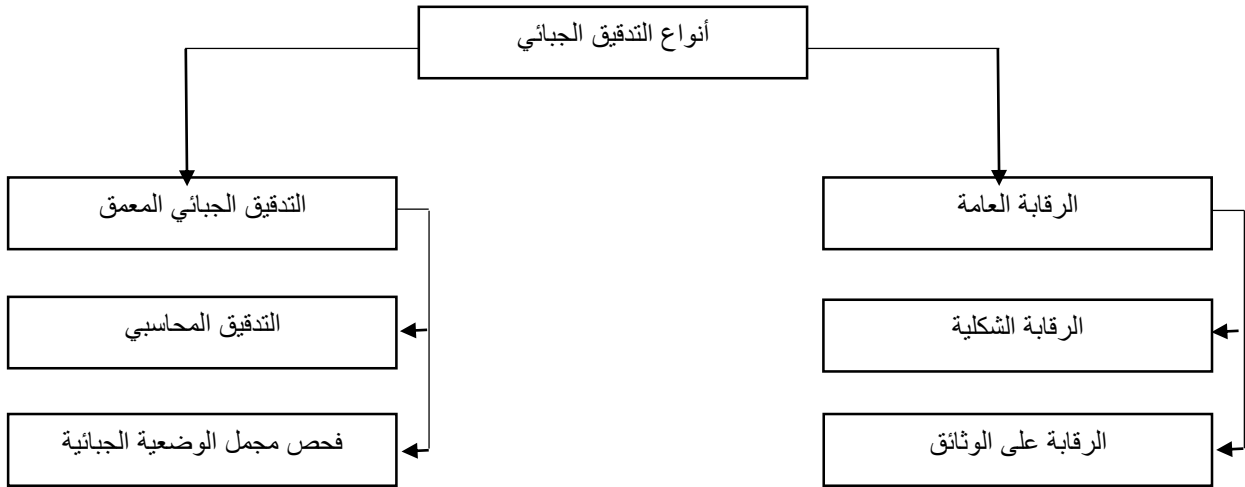 أنواع التدقيق الجبائي
الرقابة العامة
التدقيق الجبائي المعمق
الرقابة الشكلية
التدقيق المحاسبي
الرقابة على الوثائق
فحص مجمل الوضعية الجبائية